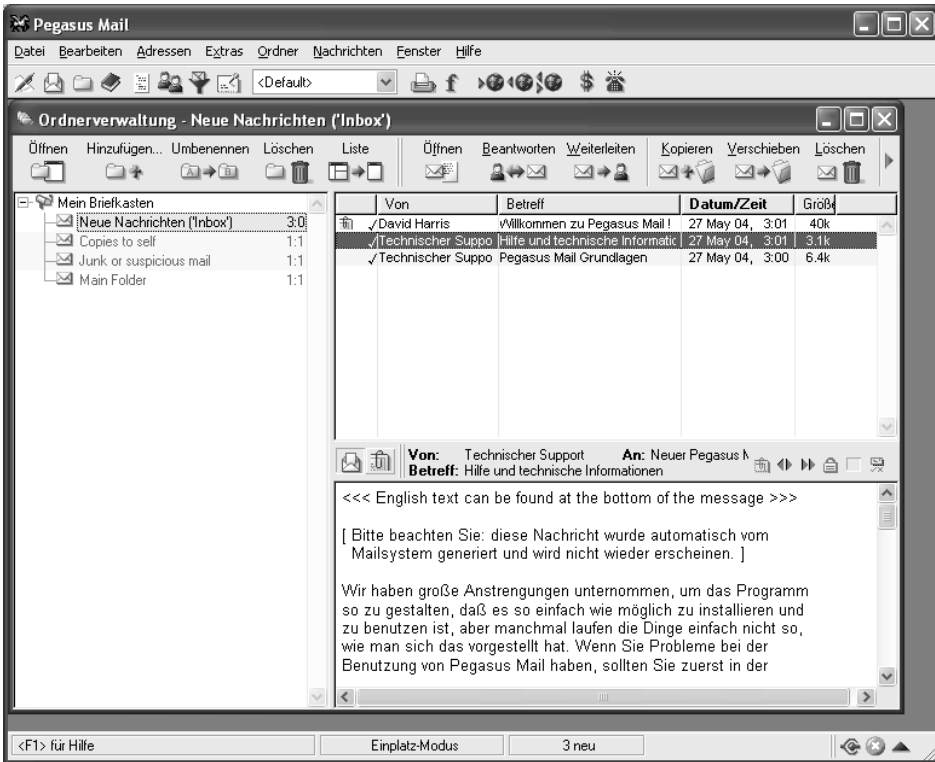 Pegasus Mail
Datei Bearbeiten Adressen Extras Ordner Nachrichten Fenster Hilfe
<Default>
Ordnerverwaltung - Neue Nachrichten ('Inbox')
Öffnen Hinzufügen... Umbenennen Löschen Liste Öffnen Beantworten Weiterleiten Kopieren Verschieben Löschen
Mein Briefkasten
Neue Nachrichten ('Inbox') 3:0
Copies to self 1:1
Junk or suspicious mail 1:1
Main Folder 1:1
Von Betreff Datum/Zeit Größe
David Harris Willkommen zu Pegasus Mail ! 27 May 04, 3:01 40k
Technischer Suppo Hilfe und technische Informatic 27 May 04, 3:01 3.1k
Technischer Suppo Pegasus Mail Grundlagen 27 May 04, 3:00 6.4k
Von: Technischer Support An: Neuer Pegasus M
Betreff: Hilfe und technische Informationen
<<< English text can be found at the bottom of the message >>>
[ Bitte beachten Sie: diese Nachricht wurde automatisch vom
Mailsystem generiert und wird nicht wieder erscheinen. ]
Wir haben große Anstrengungen unternommen, um das Programm
so zu gestalten, daß es so einfach wie möglich zu installieren und
zu benutzen ist, aber manchmal laufen die Dinge einfach nicht so,
wie man sich das vorgestellt hat. Wenn Sie Probleme bei der
Benutzung von Pegasus Mail haben, sollten Sie zuerst in der
<F1> für Hilfe Einplatz-Modus 3 neu